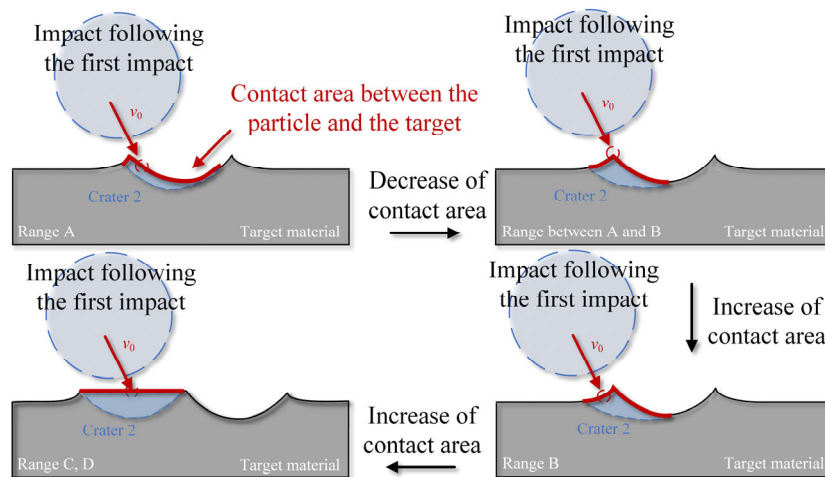 Impact following
the first impact
v0
Contact area between the
particle and the target
Crater 2
Range A
Target material
Decrease of
contact area
Impact following
the first impact
v0
Crater 2
Range between A and B
Target material
Increase of
contact area
Impact following
the first impact
v0
Crater 2
Range B
Target material
Increase of
contact area
Impact following
the first impact
v0
Crater 2
Range C, D
Target material